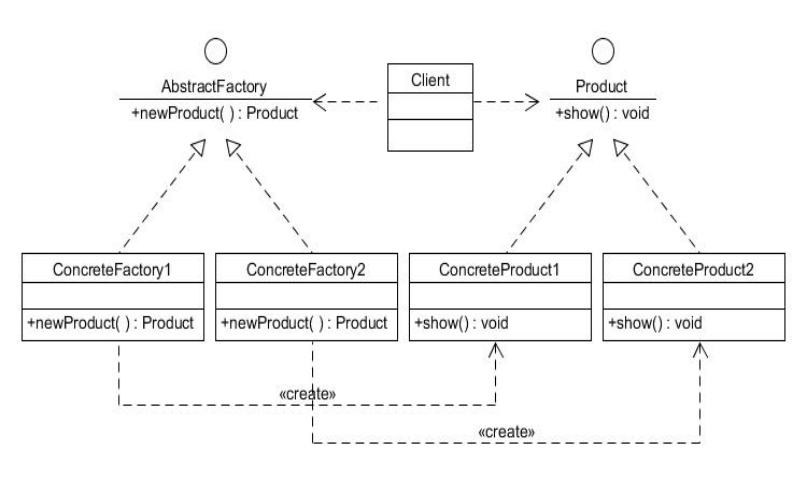 AbstractFactory
+newProduct( ) : Product
Client
Product
+show() : void
ConcreteFactory1
+newProduct( ) : Product
ConcreteFactory2
+newProduct( ) : Product
ConcreteProduct1
+show() : void
ConcreteProduct2
+show() : void
«create»
«create»